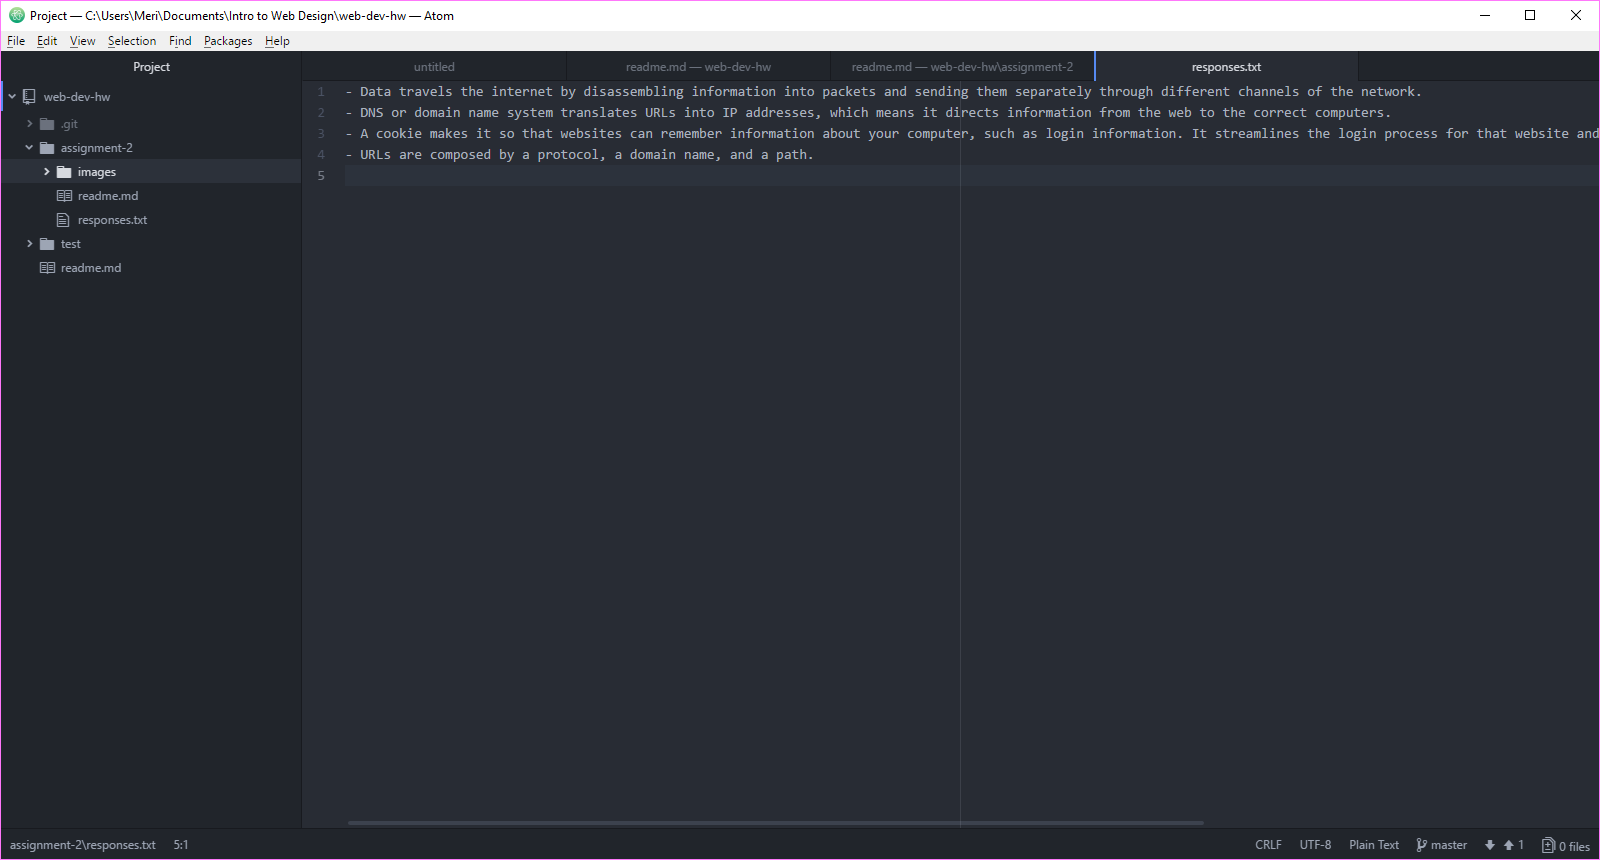 Project — C:\Users\Meri\Documents\Intro to Web Design\web-dev-hw — Atom
File Edit View Selection Find Packages Help
Project
web-dev-hw
.git
assignment-2
images
readme.md
responses.txt
test
readme.md
untitled
readme.md — web-dev-hw
readme.md — web-dev-hw\assignment-2
responses.txt
1 - Data travels the internet by disassembling information into packets and sending them separately through different channels of the network.
2 - DNS or domain name system translates URLs into IP addresses, which means it directs information from the web to the correct computers.
3 - A cookie makes it so that websites can remember information about your computer, such as login information. It streamlines the login process for that website and
4 - URLs are composed by a protocol, a domain name, and a path.
5
assignment-2\responses.txt 5:1
CRLF UTF-8 Plain Text master 1 0 files